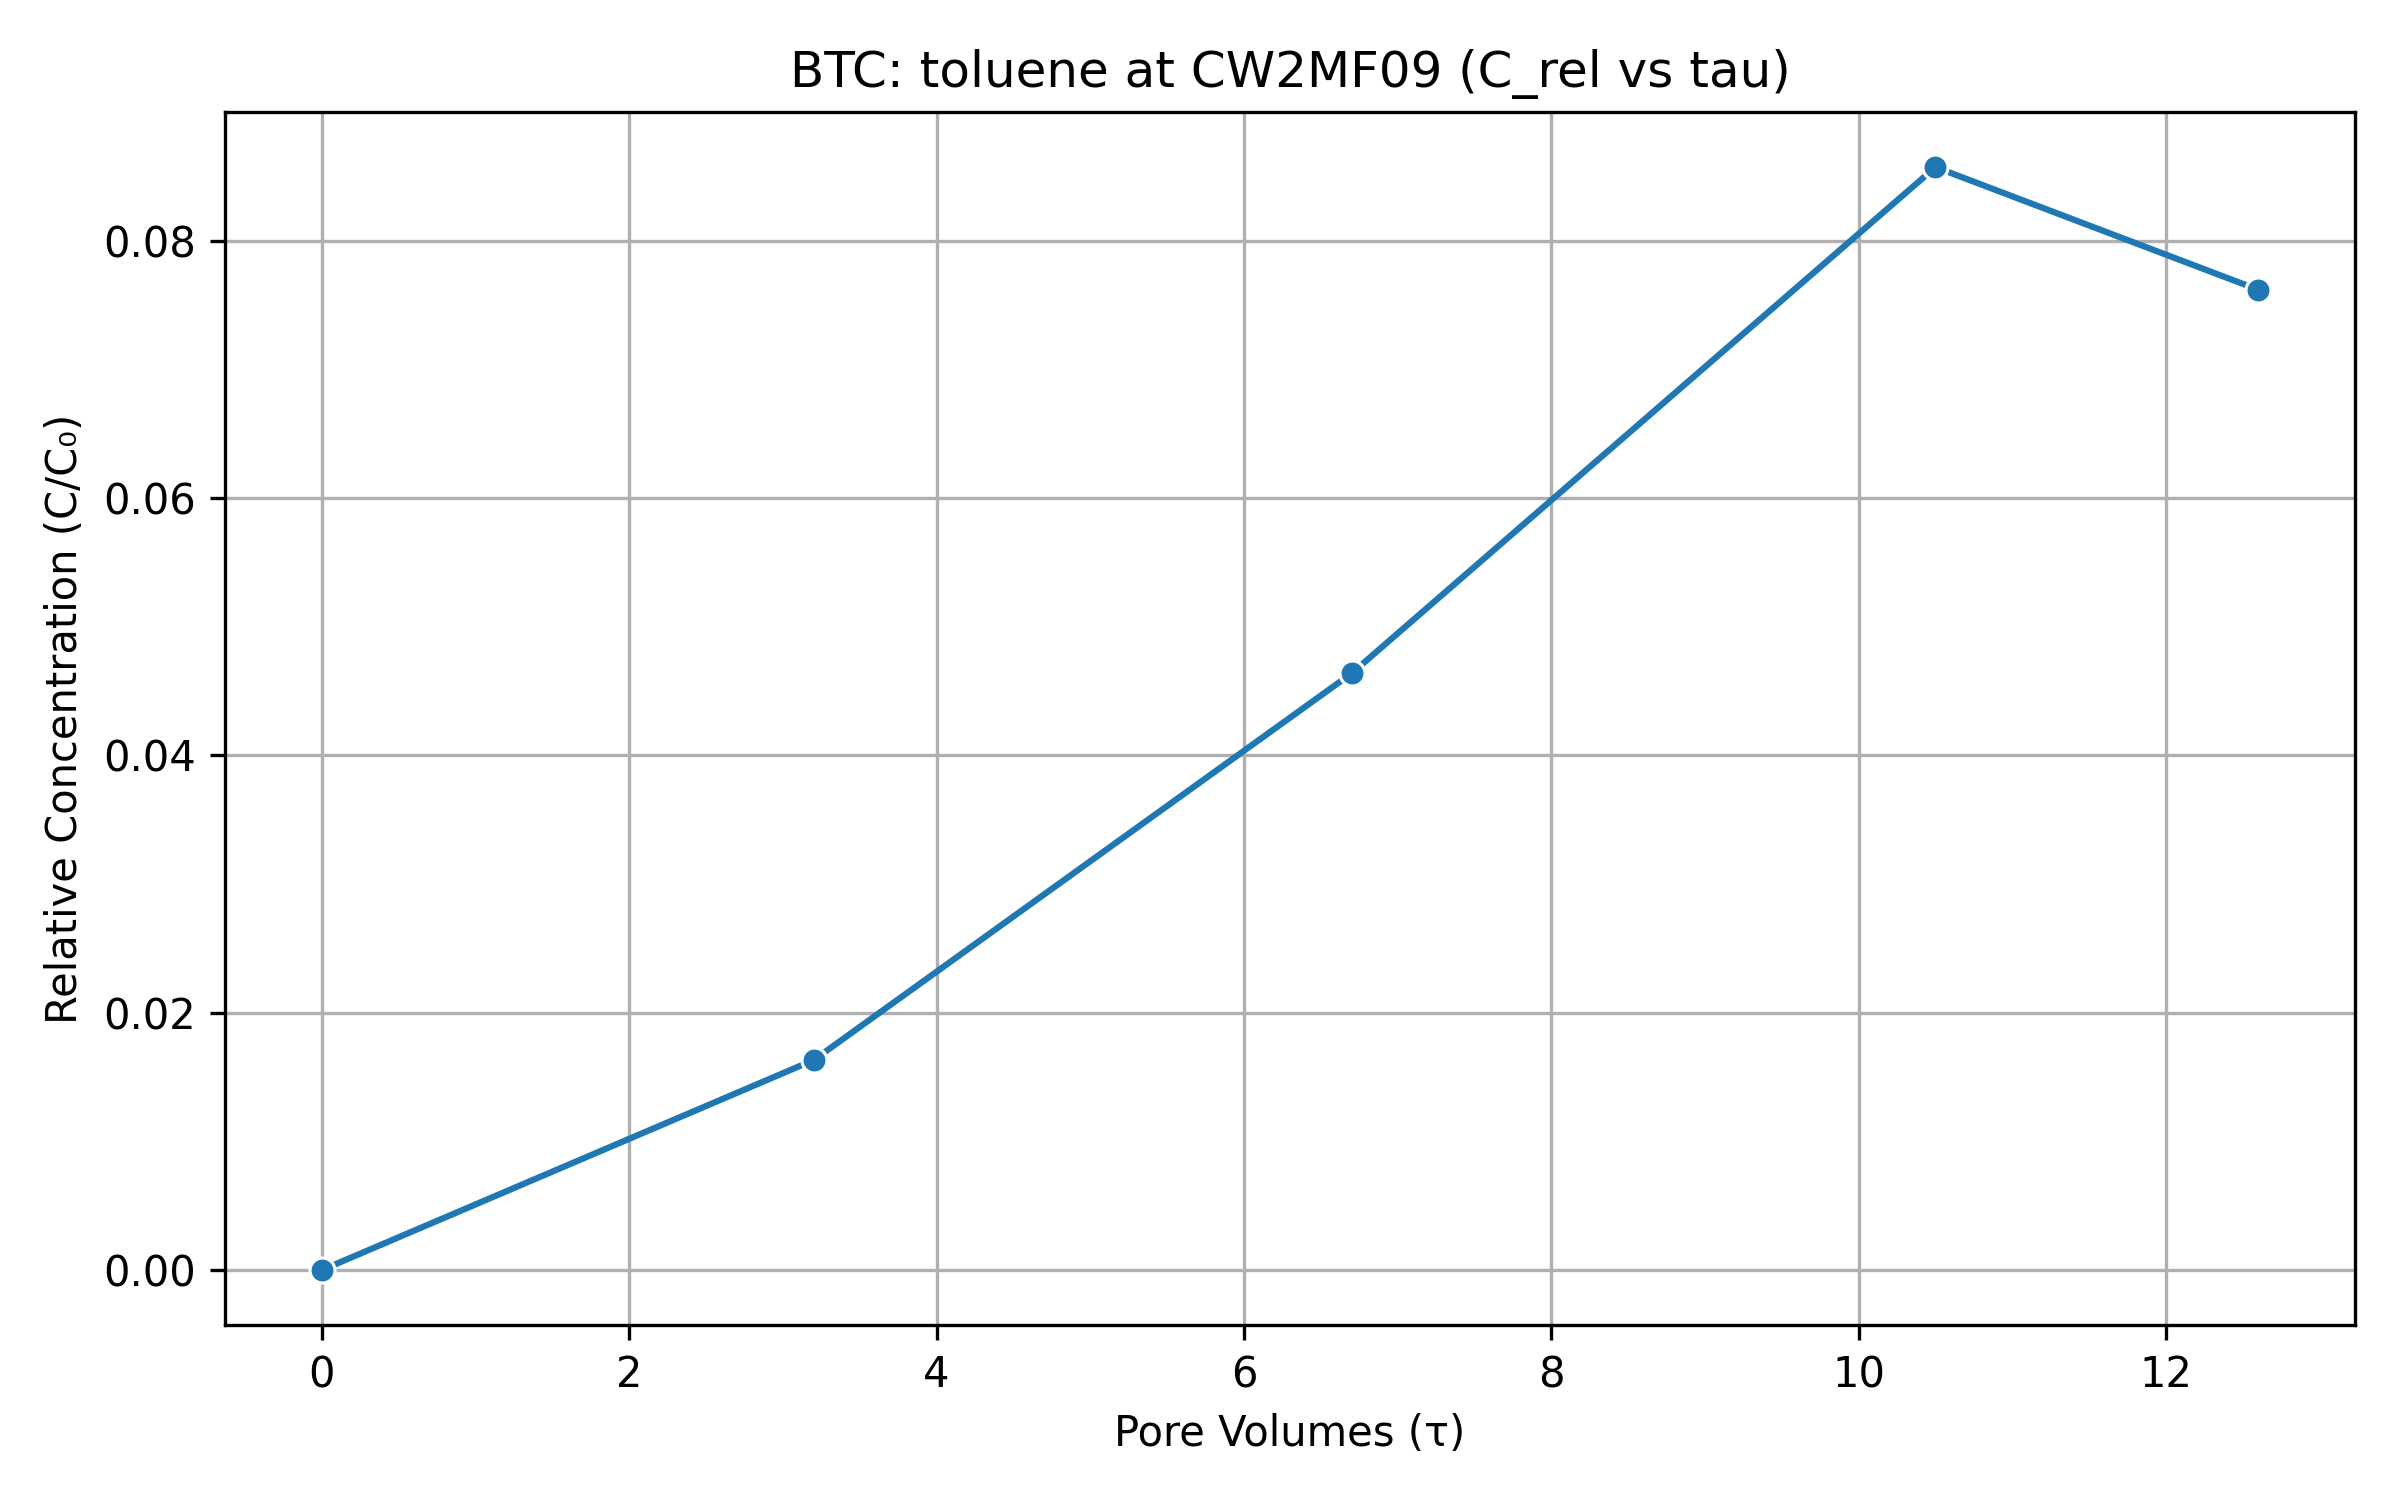 BTC: toluene at CW2MF09 (C_rel vs tau)
Relative Concentration (C/C₀)
0.08
0.06
0.04
0.02
0.00
0 2 4 6 8 10 12
Pore Volumes (τ)